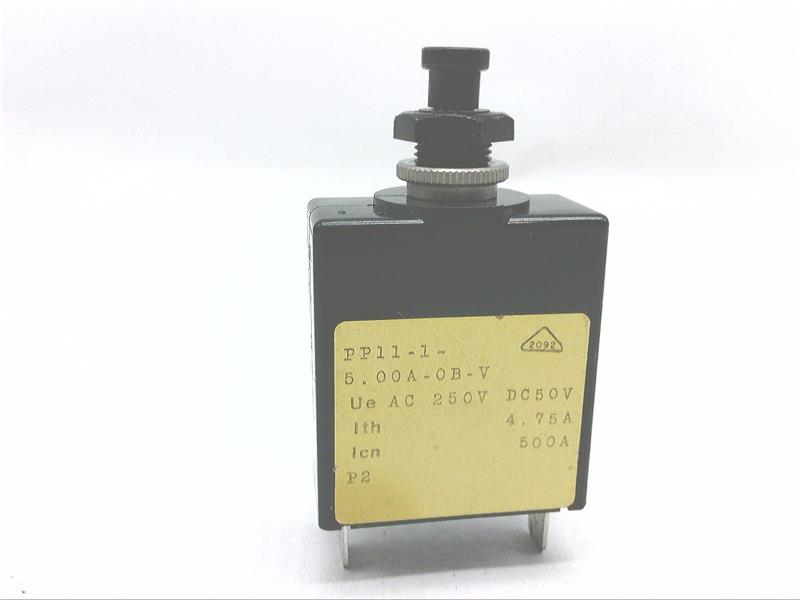 PP11-1-
2092
5.00A-0B-V
Ue AC 250V DC50V
Ith 4.75A
Icn 500A
P2